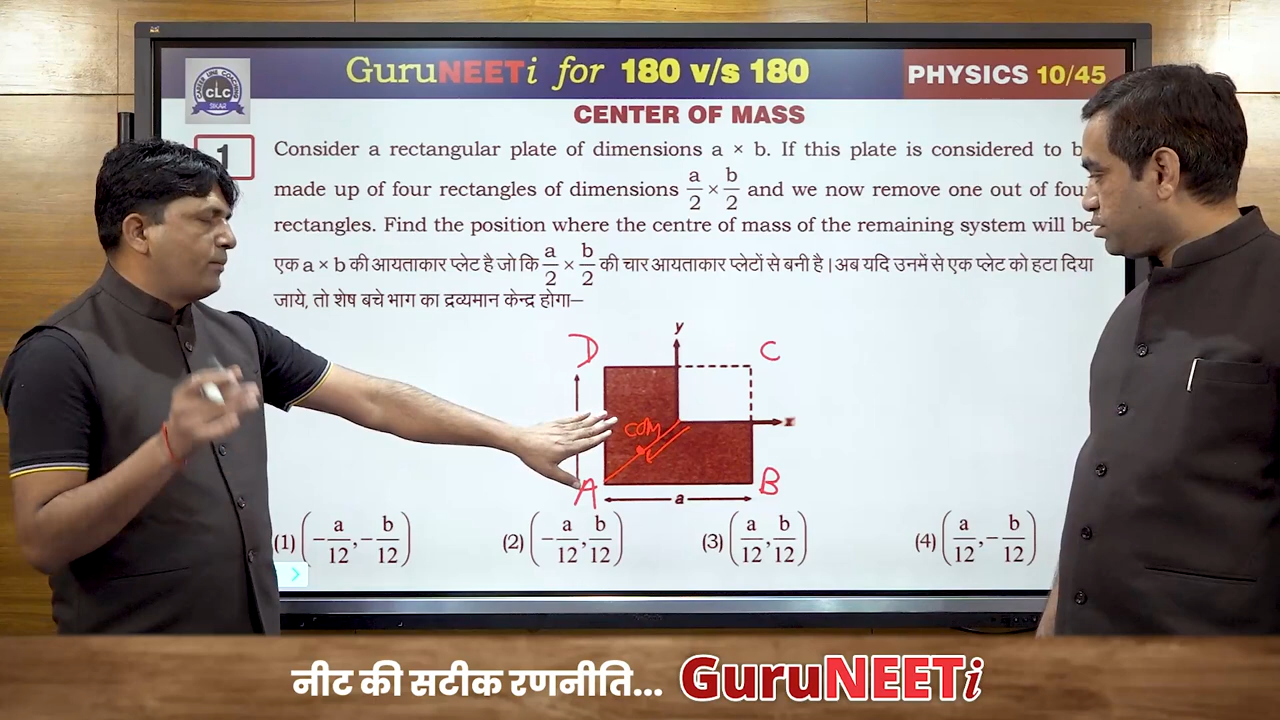 GuruNEETi for 180 v/s 180
PHYSICS 10/45
CLC
SIKAR
CENTER OF MASS
1
Consider a rectangular plate of dimensions a × b. If this plate is considered to b
made up of four rectangles of dimensions a/2 × b/2 and we now remove one out of four
rectangles. Find the position where the centre of mass of the remaining system will be
एक a × b की आयताकार प्लेट है जो कि a/2 × b/2 की चार आयताकार प्लेटों से बनी है। अब यदि उनमें से एक प्लेट को हटा दिया
जाये, तो शेष बचे भाग का द्रव्यमान केन्द्र होगा–
y
D C
COM
x
A B
a
(1) (-a/12, -b/12) (2) (-a/12, b/12) (3) (a/12, b/12) (4) (a/12, -b/12)
नीट की सटीक रणनीति... GuruNEETi